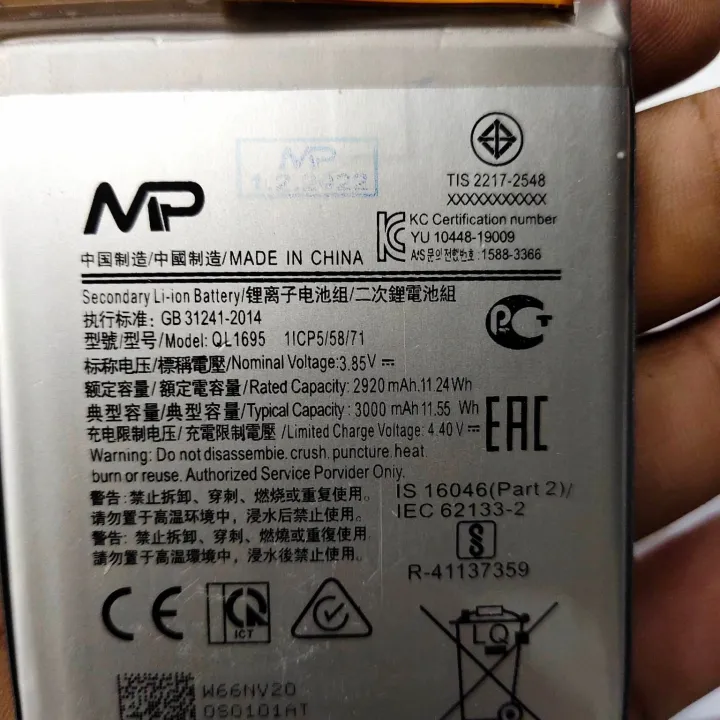 MP
1.2.2022
TIS 2217-2548
XXXXXXXXXXX
MP
KC Certification number
YU 10448-19009
A/S 문의전화번호 :1588-3366
中国制造/中國制造/MADE IN CHINA
Secondary Li-ion Battery/锂离子电池组/二次鋰電池組
执行标准: GB 31241-2014
型號/型号/Model: QL1695 1ICP5/58/71
标称电压/標稱電壓/Nominal Voltage:3.85V
额定容量/額定電容量/Rated Capacity: 2920 mAh.11.24Wh
典型容量/典型容量/Typical Capacity : 3000 mAh 11.55 Wh
充电限制电压/充電限制電壓 /Limited Charge Voltage: 4.40V
Warning: Do not disassembie.crush. puncture. heat.
burn or reuse. Authorized Service Porvider Oniy.
EAC
警告: 禁止拆卸、穿刺、燃烧或重复使用。
请勿置于高温环境中，浸水后禁止使用。
警告: 禁止拆卸、穿刺、燃燒或重復使用。
請勿置于高溫環境中，浸水後禁止使用。
IS 16046(Part 2)/
IEC 62133-2
R-41137359
CE
ICT
LQ
W66NV20
0S0101AT